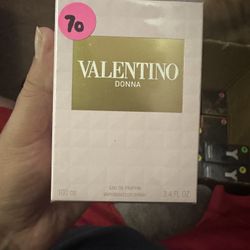 70
VALENTINO
DONNA
EAU DE PARFUM
100 ml 3.4 FL. OZ